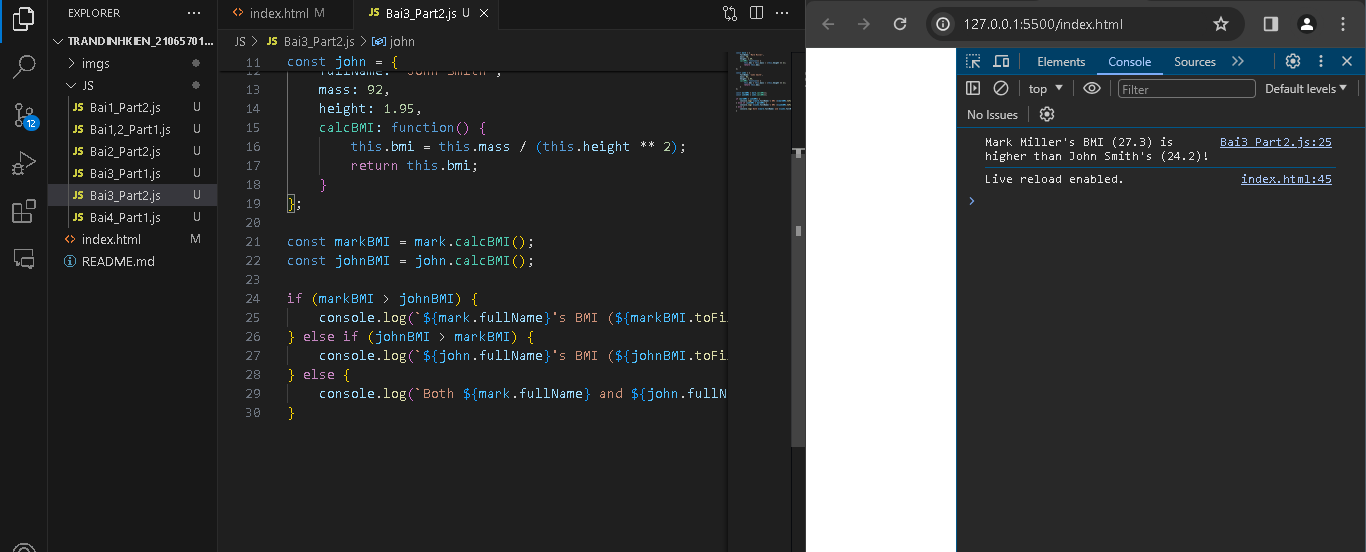 EXPLORER
TRANDINHKIEN_21065701...
imgs
JS
JS Bai1_Part2.js U
JS Bai1,2_Part1.js U
JS Bai2_Part2.js U
JS Bai3_Part1.js U
JS Bai3_Part2.js U
JS Bai4_Part1.js U
index.html M
README.md
12
index.html M
JS Bai3_Part2.js U
JS > JS Bai3_Part2.js > john
11 const john = {
12 fullName: "John Smith",
13 mass: 92,
14 height: 1.95,
15 calcBMI: function() {
16 this.bmi = this.mass / (this.height ** 2);
17 return this.bmi;
18 }
19 };
20
21 const markBMI = mark.calcBMI();
22 const johnBMI = john.calcBMI();
23
24 if (markBMI > johnBMI) {
25 console.log(`${mark.fullName}'s BMI (${markBMI.toFi
26 } else if (johnBMI > markBMI) {
27 console.log(`${john.fullName}'s BMI (${johnBMI.toFi
28 } else {
29 console.log(`Both ${mark.fullName} and ${john.fullN
30 }
127.0.0.1:5500/index.html
Elements Console Sources
top Filter Default levels
No Issues
Mark Miller's BMI (27.3) is Bai3_Part2.js:25
higher than John Smith's (24.2)!
Live reload enabled. index.html:45